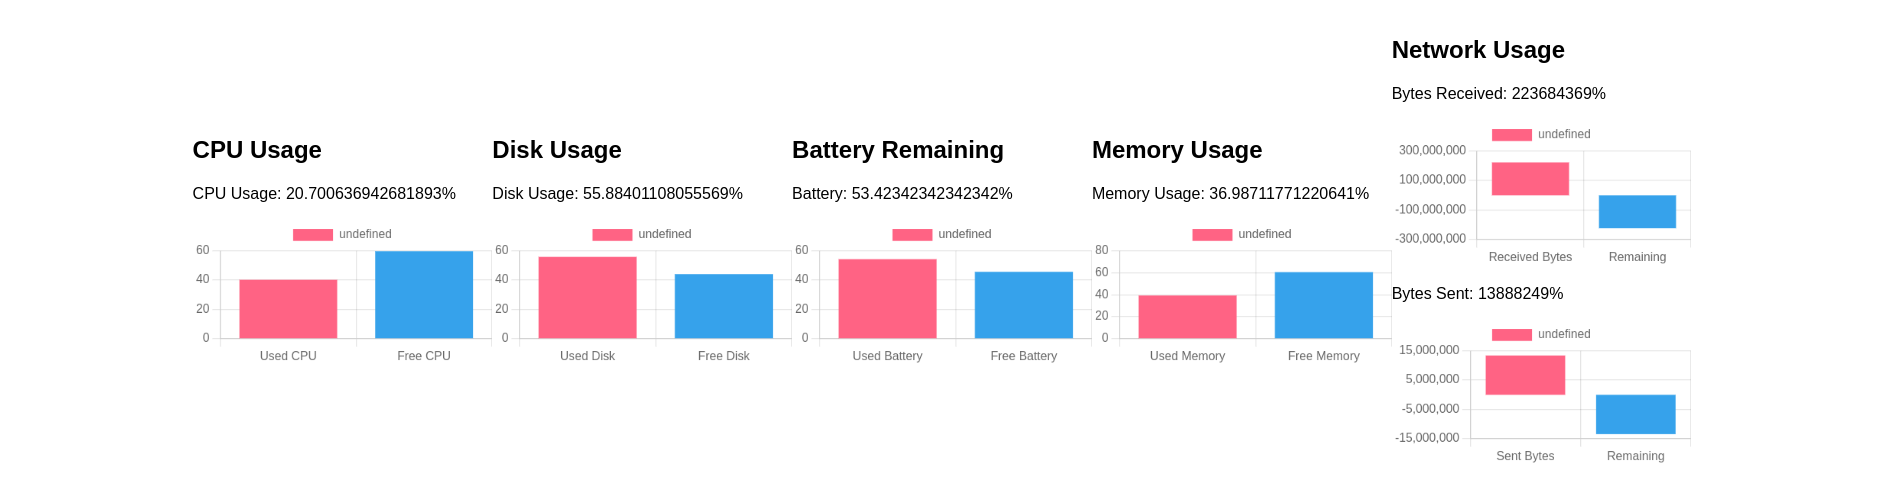 CPU Usage
CPU Usage: 20.700636942681893%
undefined
60
40
20
0
Used CPU
Free CPU
Disk Usage
Disk Usage: 55.88401108055569%
undefined
60
40
20
0
Used Disk
Free Disk
Battery Remaining
Battery: 53.42342342342342%
undefined
60
40
20
0
Used Battery
Free Battery
Memory Usage
Memory Usage: 36.98711771220641%
undefined
80
60
40
20
0
Used Memory
Free Memory
Network Usage
Bytes Received: 223684369%
undefined
300,000,000
100,000,000
-100,000,000
-300,000,000
Received Bytes
Remaining
Bytes Sent: 13888249%
undefined
15,000,000
5,000,000
-5,000,000
-15,000,000
Sent Bytes
Remaining